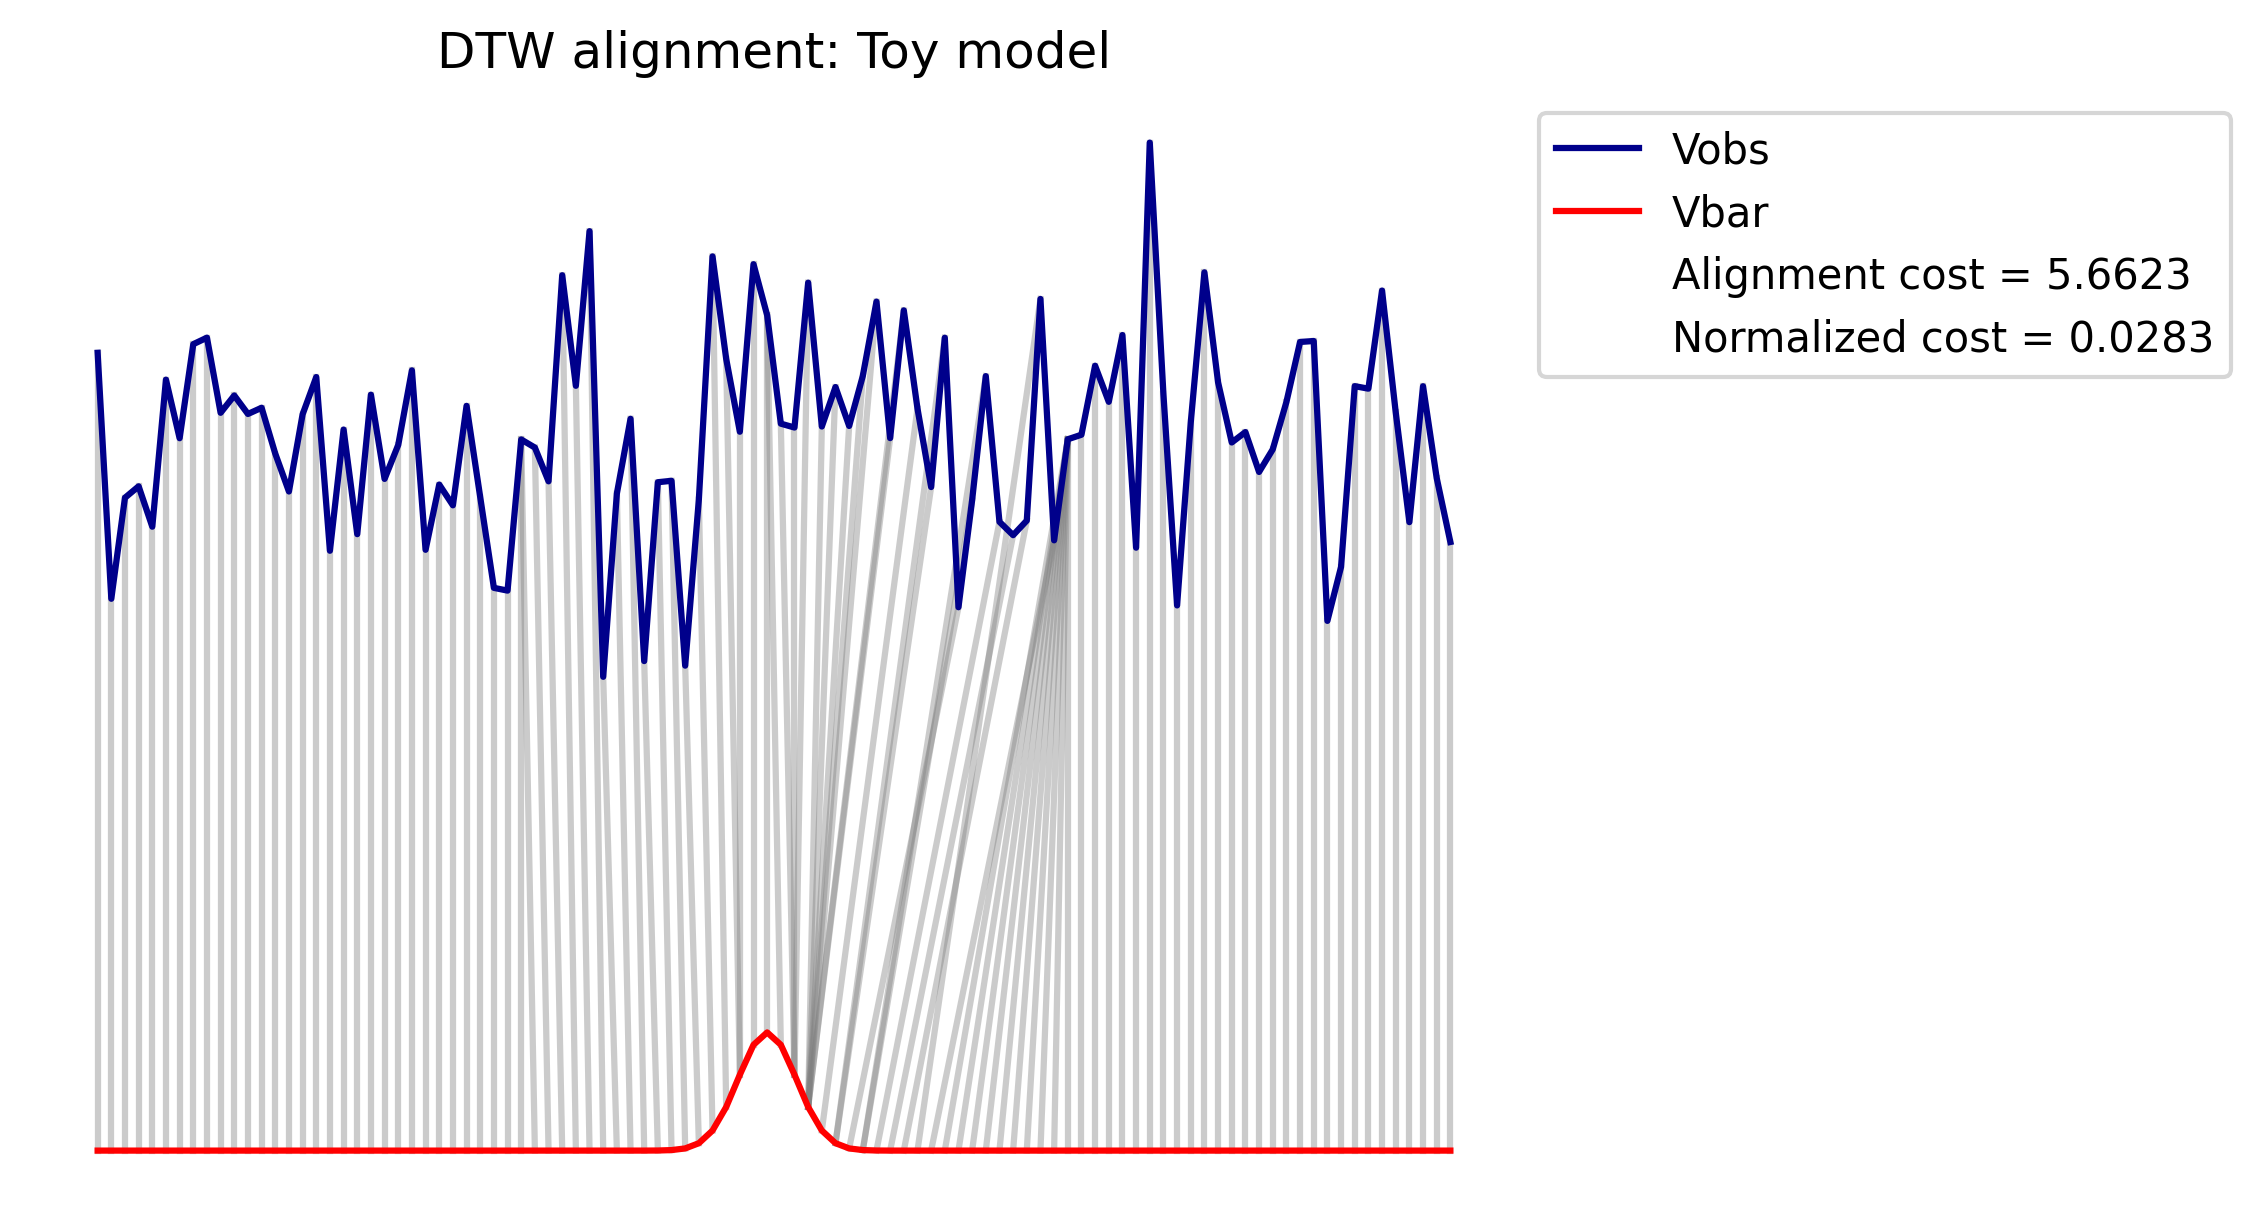 DTW alignment: Toy model
Vobs
Vbar
Alignment cost = 5.6623
Normalized cost = 0.0283